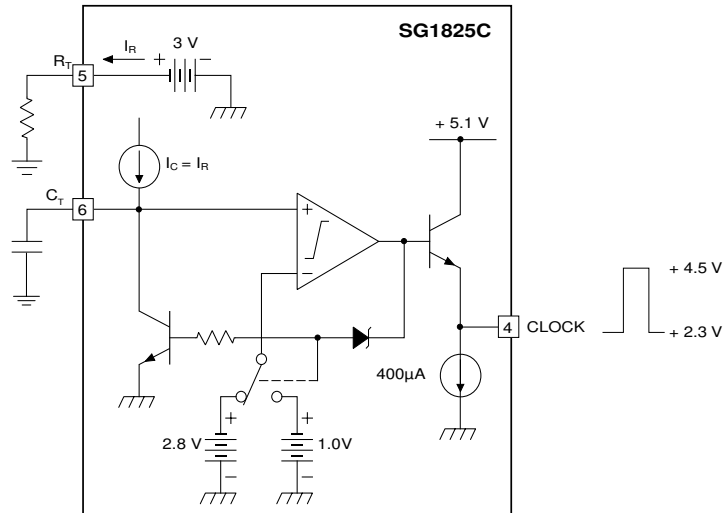 SG1825C
I_R
+ 3 V −
R_T
5
+ 5.1 V
I_C = I_R
C_T
6
+
−
+ 4.5 V
4 CLOCK
+ 2.3 V
400µA
+ +
2.8 V 1.0V
− −